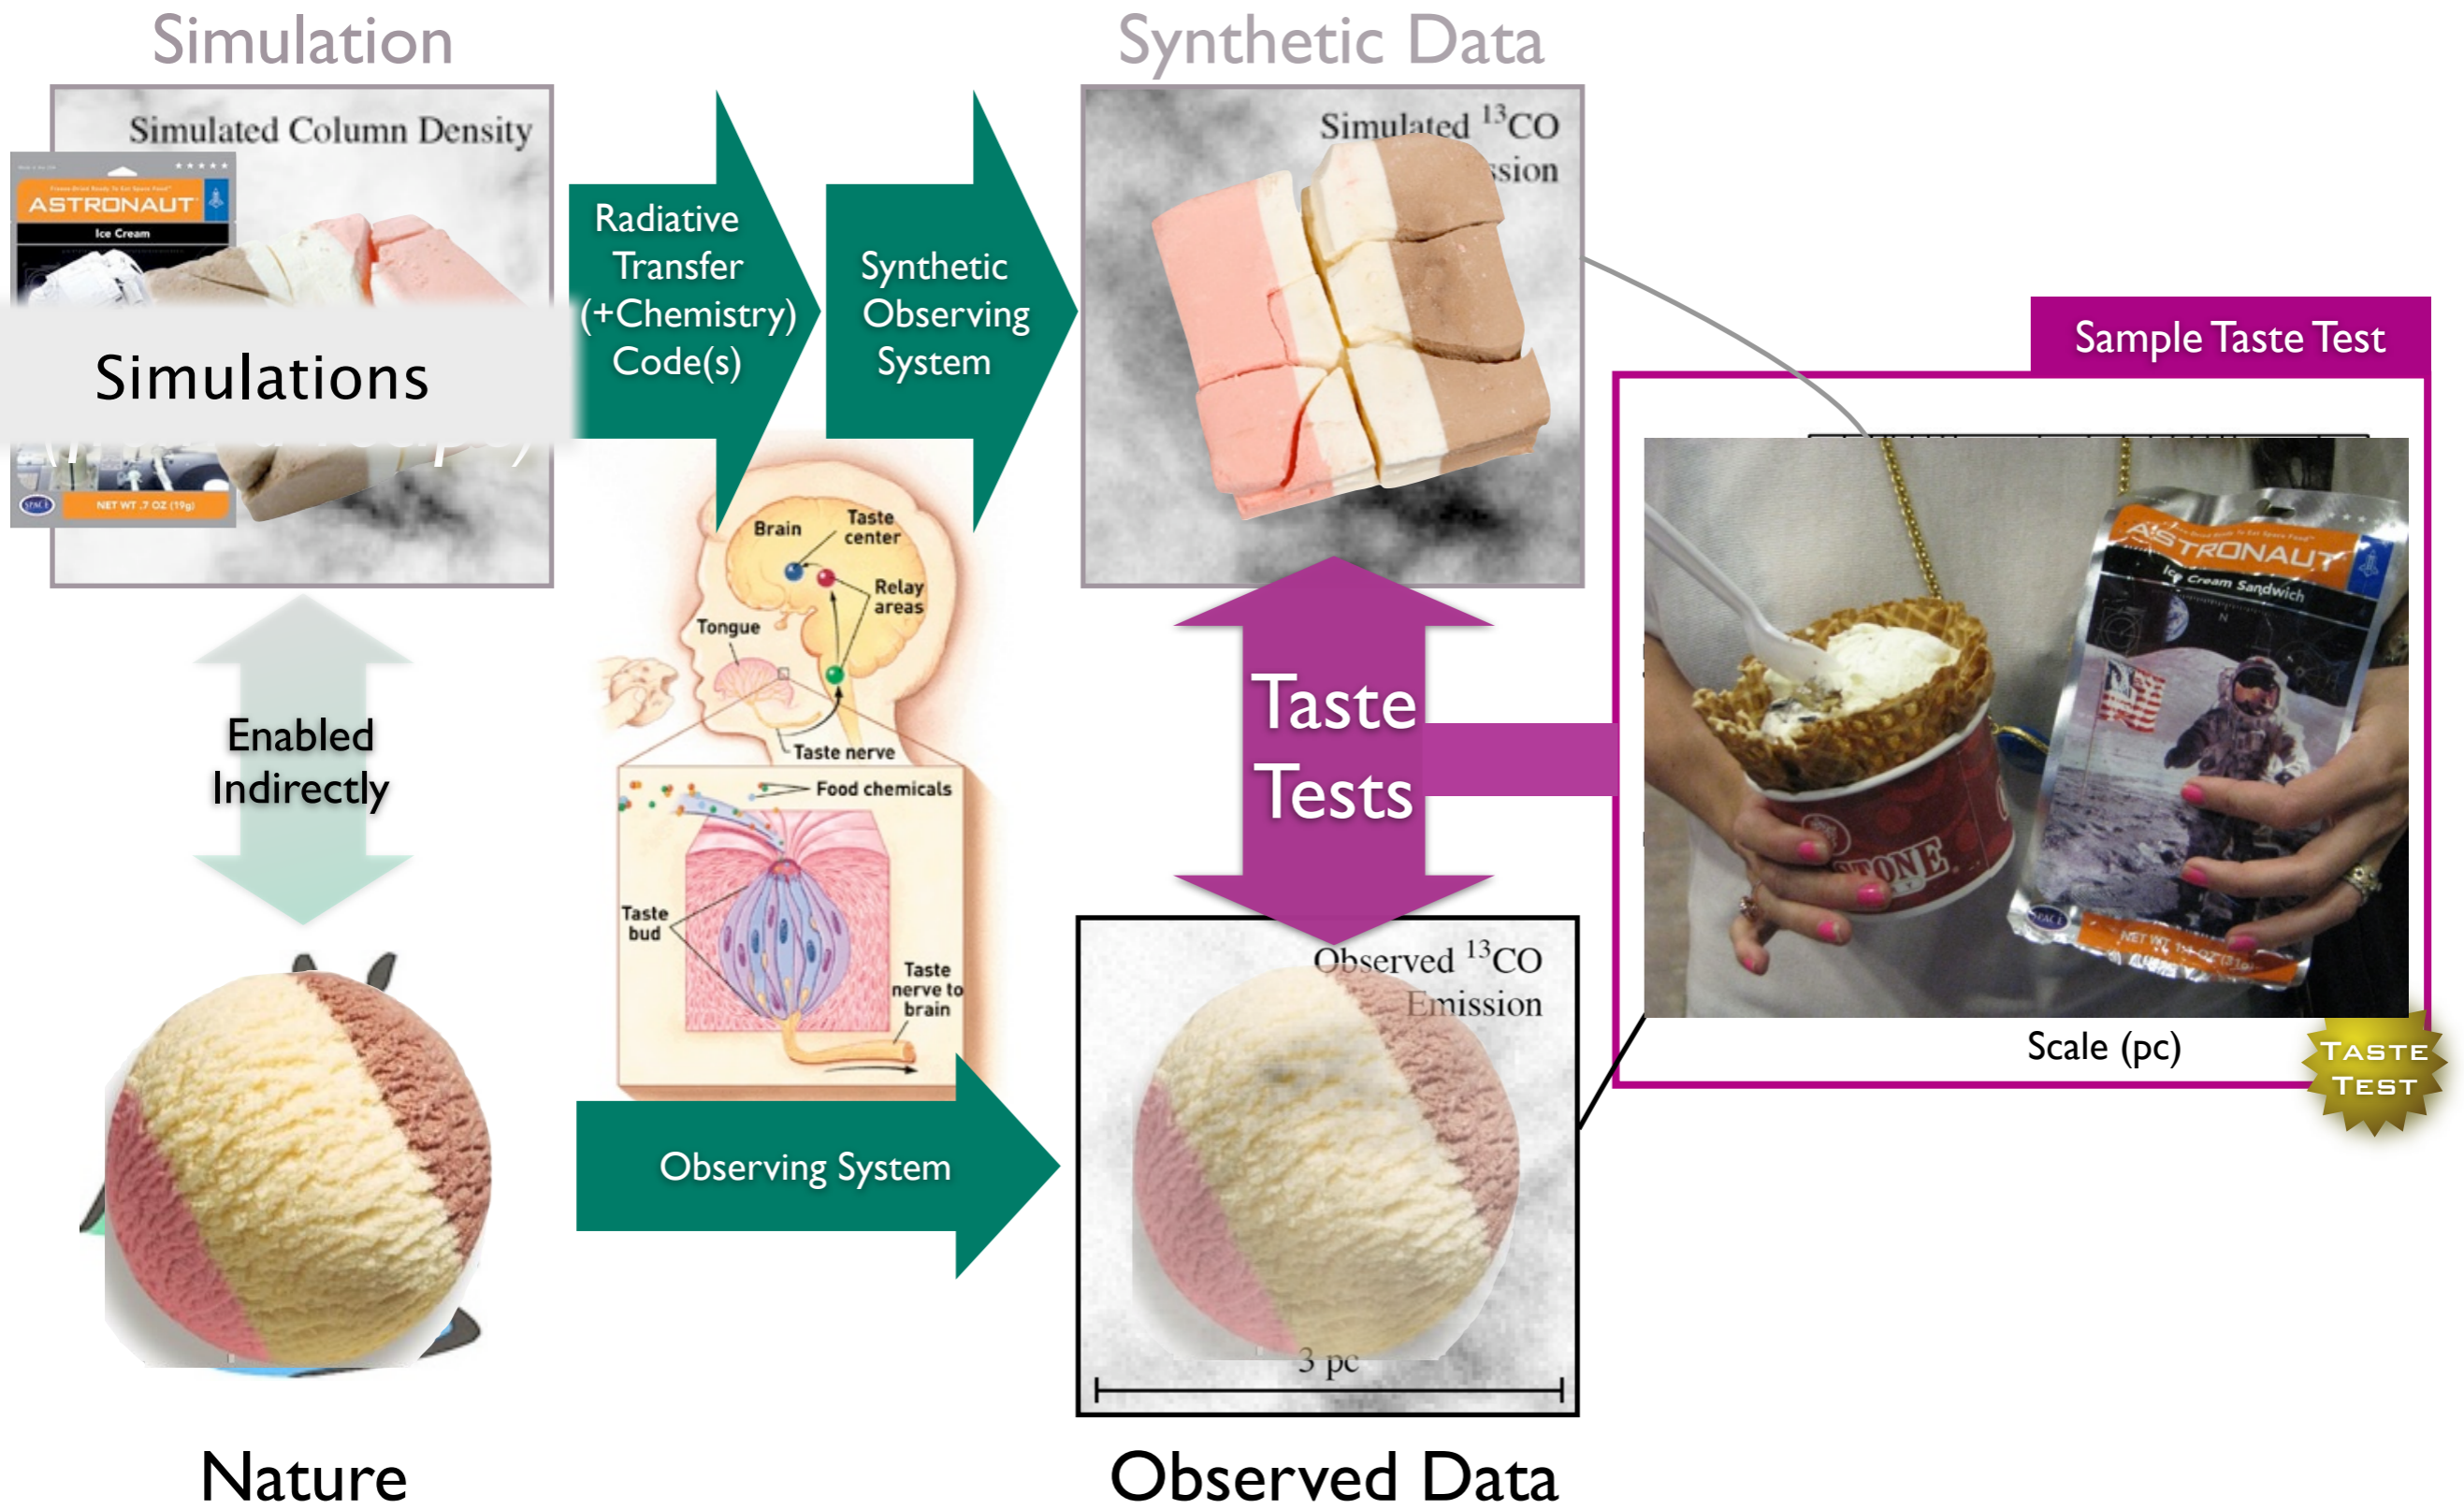 Simulation
Synthetic Data
Simulated Column Density
ASTRONAUT
Ice Cream
Simulations
NET WT .7 OZ (19g)
SPACE
Radiative
Transfer
(+Chemistry)
Code(s)
Synthetic
Observing
System
Simulated ¹³CO
Sample Taste Test
Brain
Taste
center
Relay
areas
Tongue
Taste nerve
Food chemicals
Taste
bud
Taste
nerve to
brain
Enabled
Indirectly
Taste
Tests
ASTRONAUT
Ice Cream Sandwich
STONE
SPACE
Scale (pc)
TASTE
TEST
Observing System
Observed ¹³CO
Emission
3 pc
Nature
Observed Data